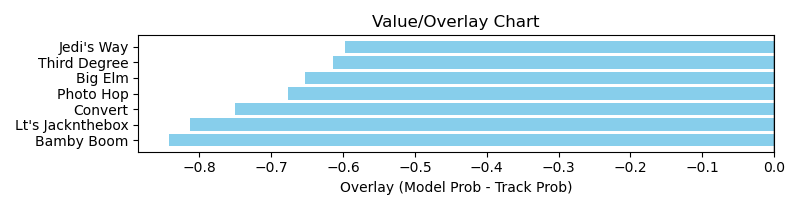 Value/Overlay Chart
Jedi's Way
Third Degree
Big Elm
Photo Hop
Convert
Lt's Jacknthebox
Bamby Boom
−0.8 −0.7 −0.6 −0.5 −0.4 −0.3 −0.2 −0.1 0.0
Overlay (Model Prob - Track Prob)